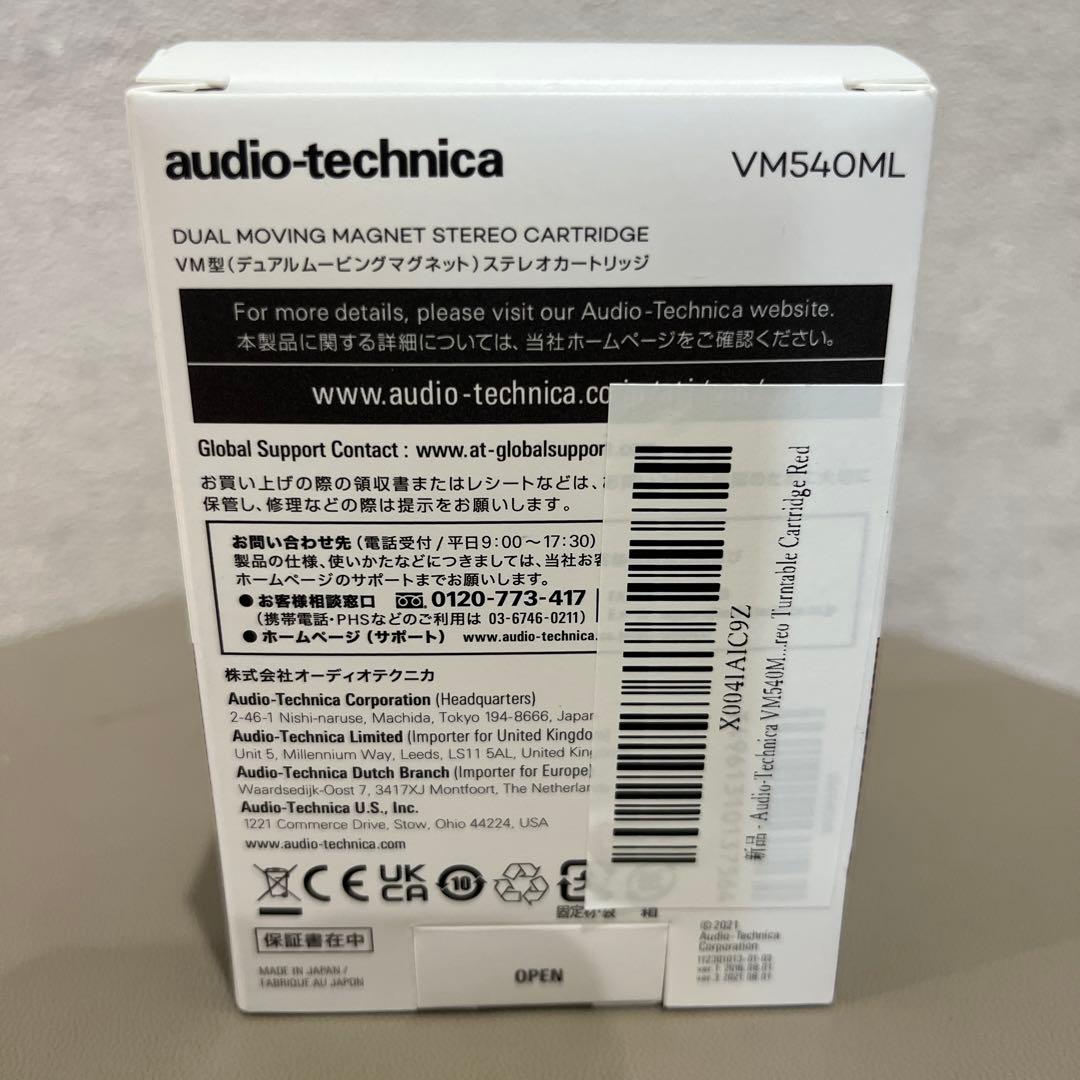 audio-technica
VM540ML
DUAL MOVING MAGNET STEREO CARTRIDGE
VM型(デュアルムービングマグネット)ステレオカートリッジ
For more details, please visit our Audio-Technica website.
本製品に関する詳細については、当社ホームページをご確認ください。
www.audio-technica.co
Global Support Contact : www.at-globalsuppor
お買い上げの際の領収書またはレシートなどは、
保管し、修理などの際は提示をお願いします。
お問い合わせ先(電話受付/平日9:00〜17:30)
製品の仕様、使いかたなどにつきましては、当社お客
ホームページのサポートまでお願いします。
●お客様相談窓口 0120-773-417
(携帯電話・PHSなどのご利用は 03-6746-0211)
●ホームページ(サポート) www.audio-technica.
株式会社オーディオテクニカ
Audio-Technica Corporation (Headquarters)
2-46-1 Nishi-naruse, Machida, Tokyo 194-8666, Japan
Audio-Technica Limited (Importer for United Kingdo
Unit 5, Millennium Way, Leeds, LS11 5AL, United King
Audio-Technica Dutch Branch (Importer for Europe)
Waardsedijk-Oost 7, 3417XJ Montfoort, The Netherlan
Audio-Technica U.S., Inc.
1221 Commerce Drive, Stow, Ohio 44224, USA
www.audio-technica.com
CE UK CA 10
箱
保証書在中
MADE IN JAPAN /
FABRIQUÉ AU JAPON
OPEN
©2021
Audio-Technica
Corporation
X0041AIC9Z
新品 - Audio-Technica VM540M...reo Turntable Cartridge Red